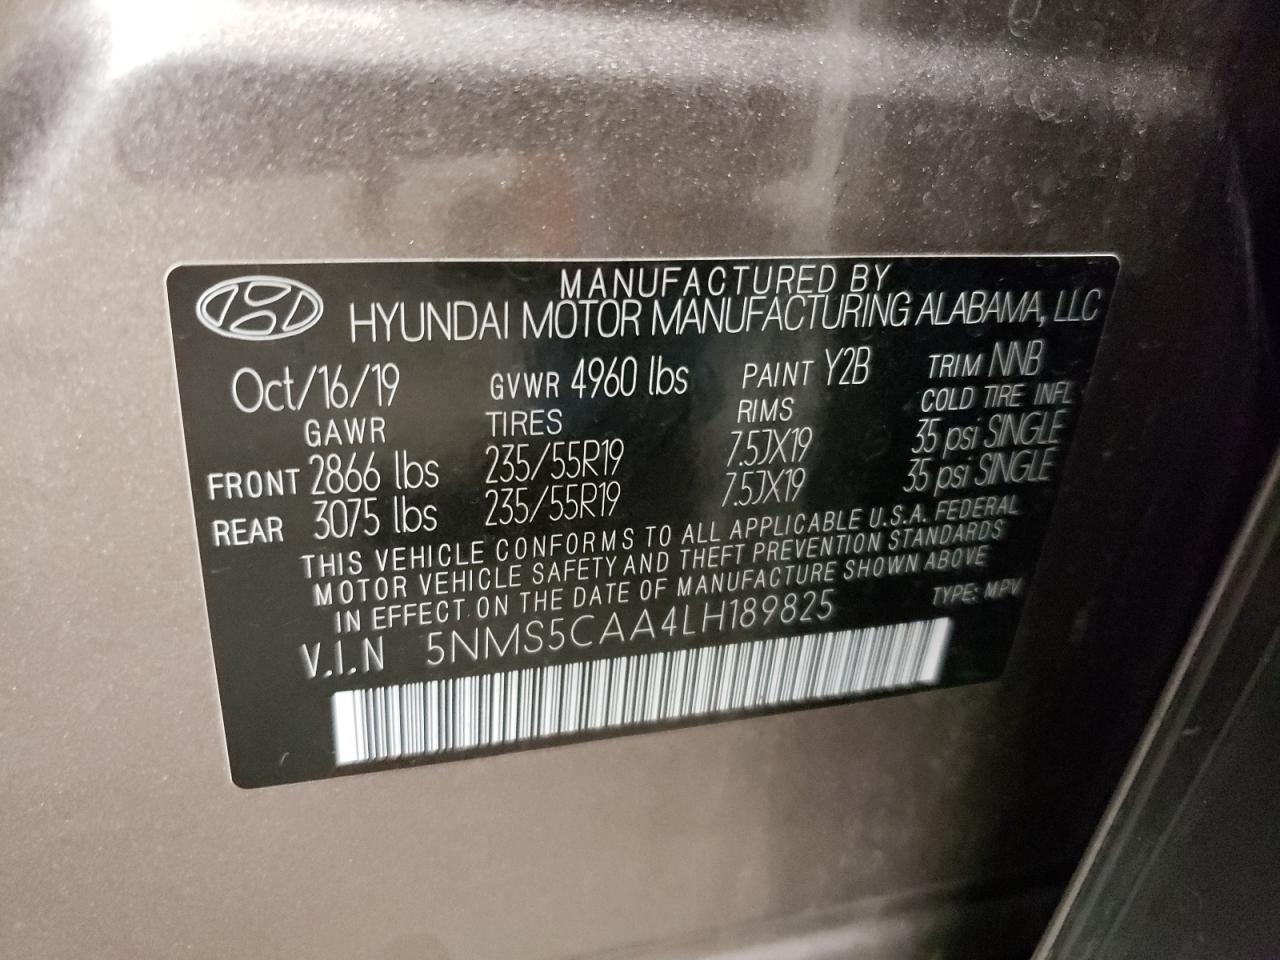 MANUFACTURED BY
HYUNDAI MOTOR MANUFACTURING ALABAMA, LLC
Oct/16/19 GVWR 4960 lbs PAINT Y2B TRIM NNB
GAWR TIRES RIMS COLD TIRE INFL
FRONT 2866 lbs 235/55R19 7.5JX19 35 psi SINGLE
REAR 3075 lbs 235/55R19 7.5JX19 35 psi SINGLE
THIS VEHICLE CONFORMS TO ALL APPLICABLE U.S.A. FEDERAL
MOTOR VEHICLE SAFETY AND THEFT PREVENTION STANDARDS
IN EFFECT ON THE DATE OF MANUFACTURE SHOWN ABOVE
V.I.N 5NMS5CAA4LH189825 TYPE: MPV